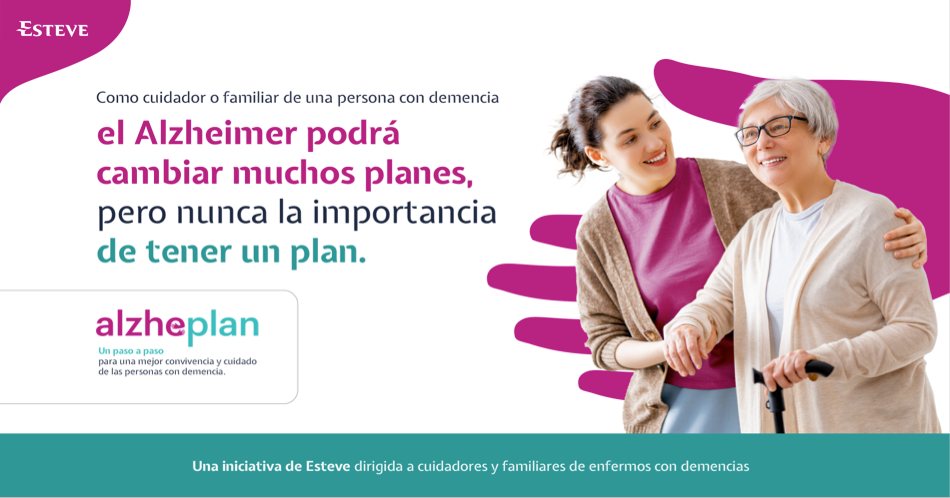 ESTEVE
Como cuidador o familiar de una persona con demencia
el Alzheimer podrá
cambiar muchos planes,
pero nunca la importancia
de tener un plan.
alzheplan
Un paso a paso
para una mejor convivencia y cuidado
de las personas con demencia.
Una iniciativa de Esteve dirigida a cuidadores y familiares de enfermos con demencias